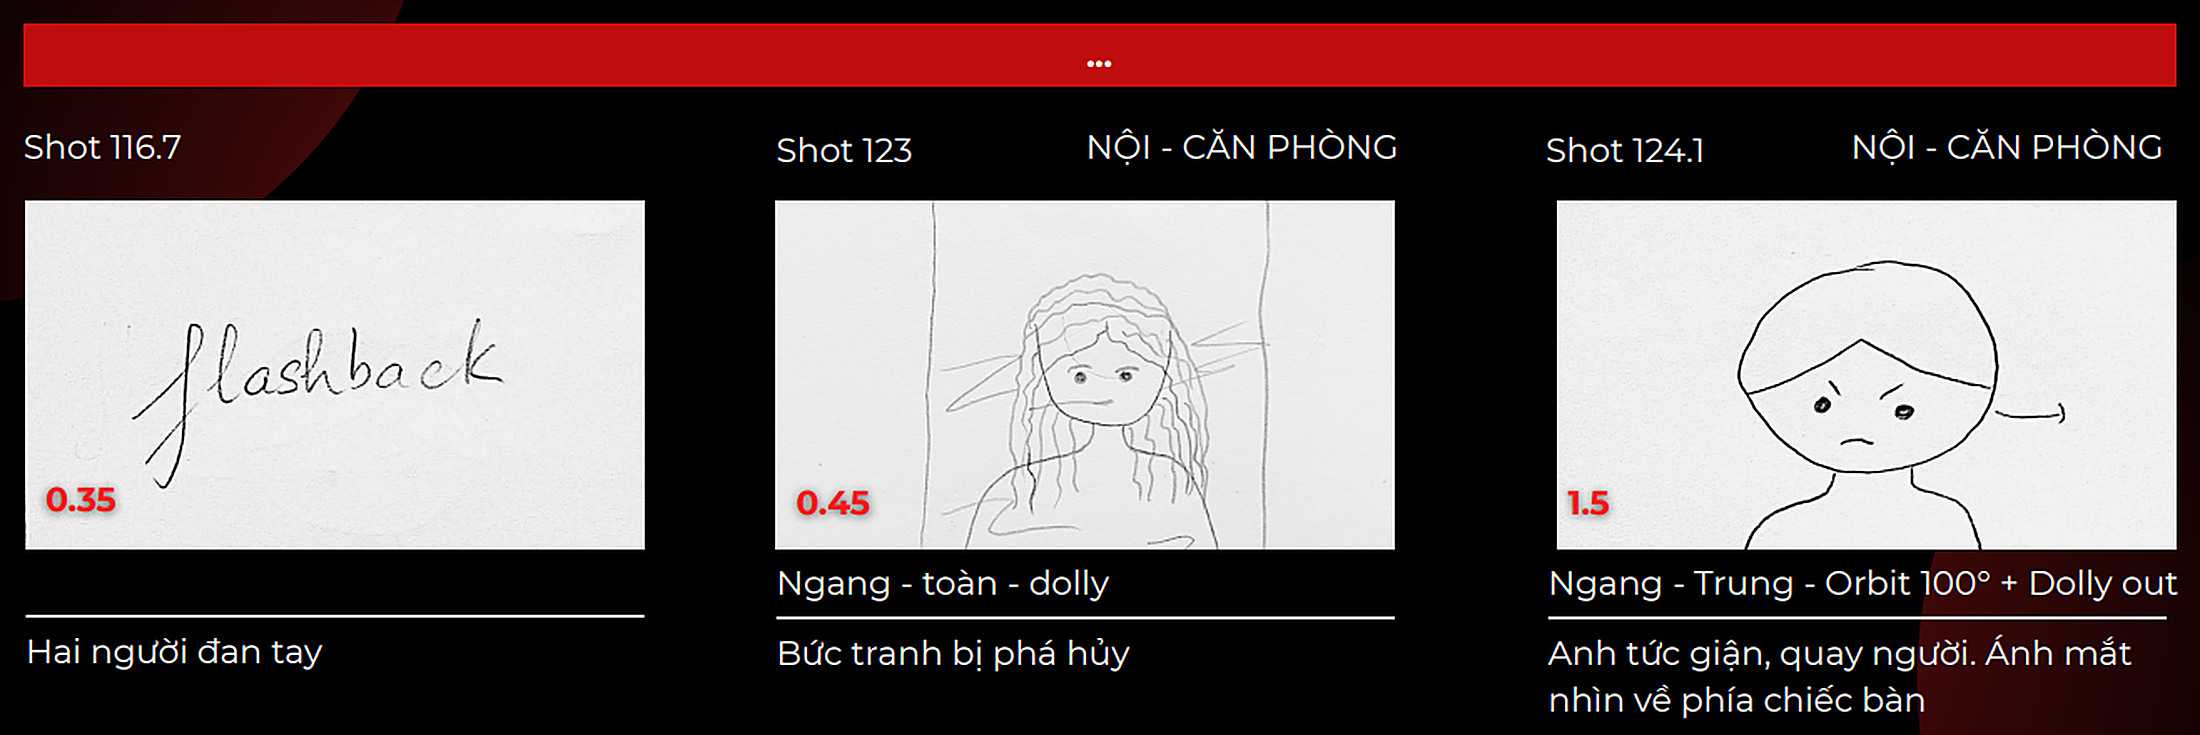 ...
Shot 116.7
flashback
0.35
Hai người đan tay
Shot 123
NỘI - CĂN PHÒNG
0.45
Ngang - toàn - dolly
Bức tranh bị phá hủy
Shot 124.1
NỘI - CĂN PHÒNG
1.5
Ngang - Trung - Orbit 100° + Dolly out
Anh tức giận, quay người. Ánh mắt
nhìn về phía chiếc bàn